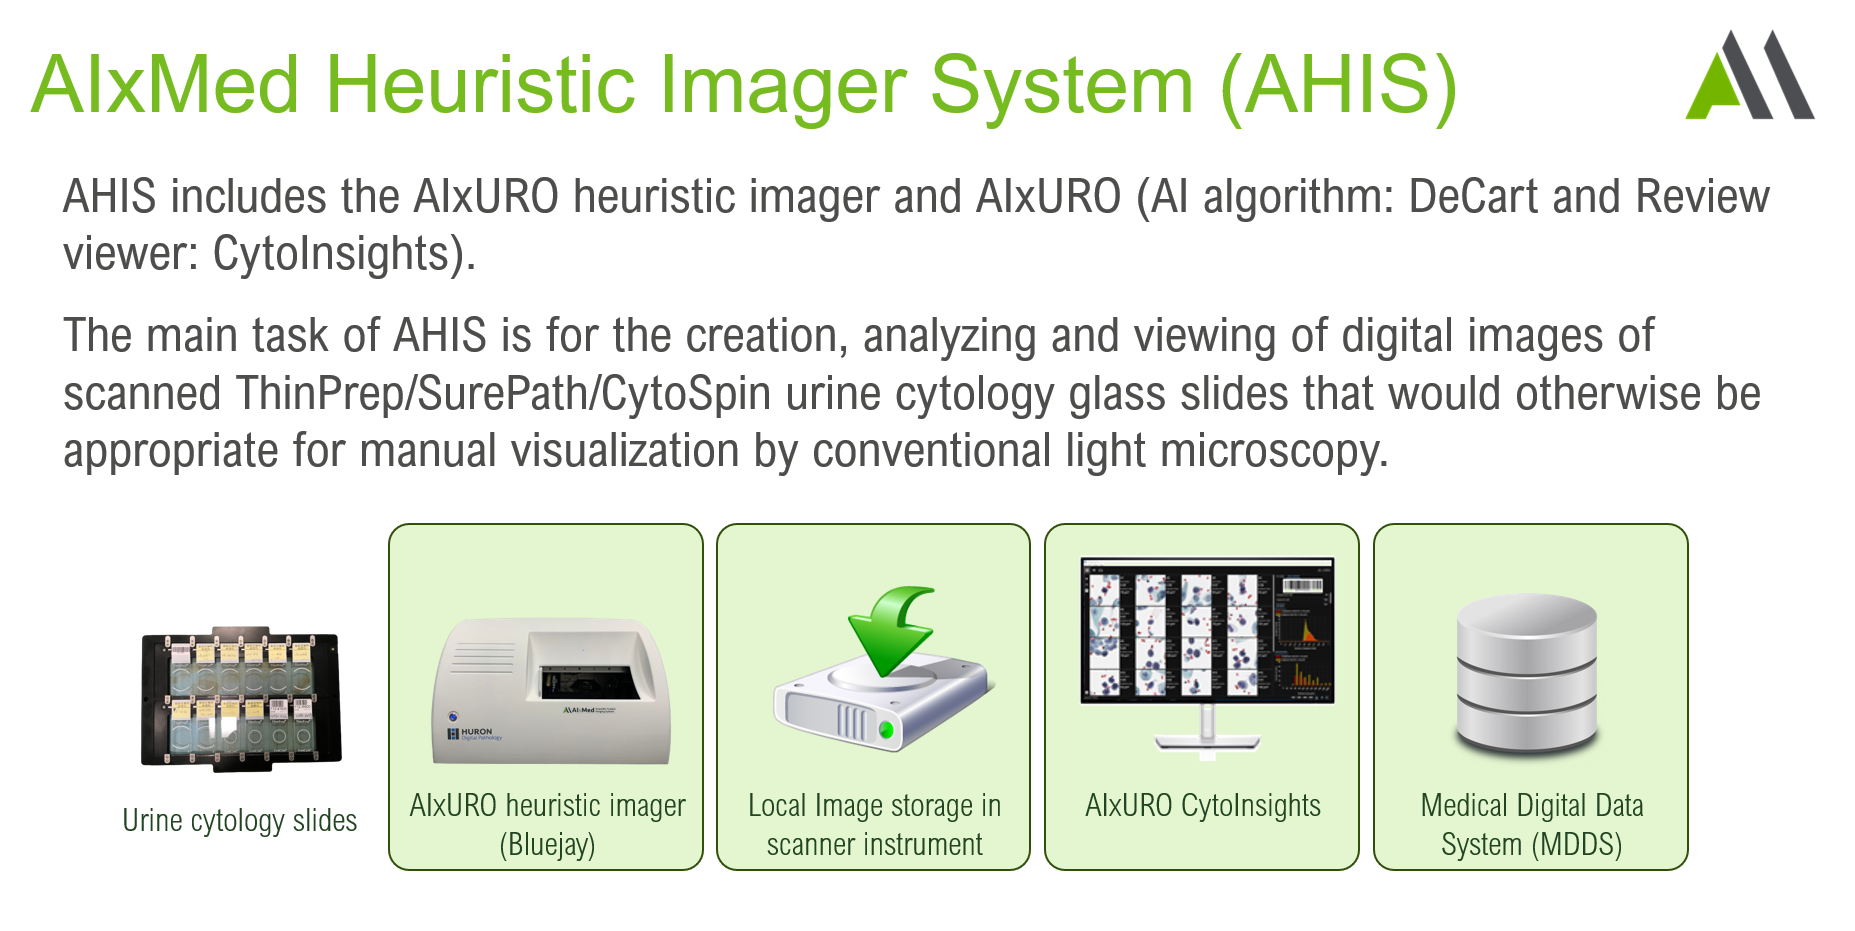 AIxMed Heuristic Imager System (AHIS)
AHIS includes the AIxURO heuristic imager and AIxURO (AI algorithm: DeCart and Review
viewer: CytoInsights).
The main task of AHIS is for the creation, analyzing and viewing of digital images of
scanned ThinPrep/SurePath/CytoSpin urine cytology glass slides that would otherwise be
appropriate for manual visualization by conventional light microscopy.
Urine cytology slides
AIxMed
HURON
Digital Pathology
AIxURO heuristic imager
(Bluejay)
Local Image storage in
scanner instrument
AIxURO CytoInsights
Medical Digital Data
System (MDDS)